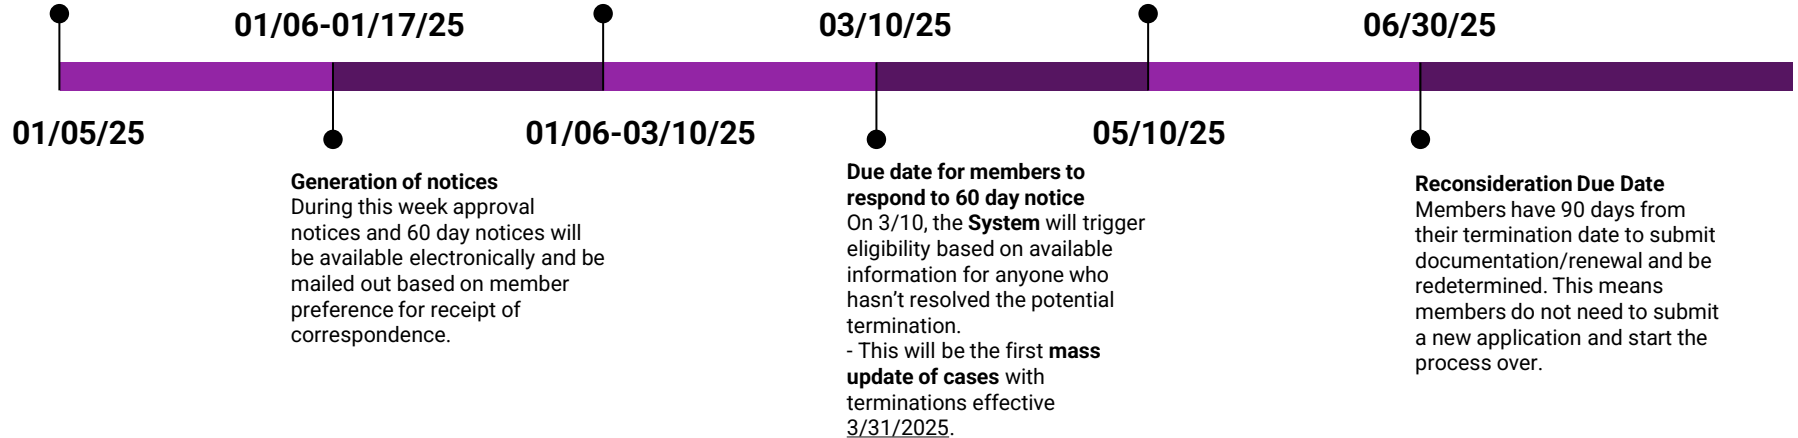 01/06-01/17/25
03/10/25
06/30/25
01/05/25
01/06-03/10/25
05/10/25
Generation of notices
During this week approval
notices and 60 day notices will
be available electronically and be
mailed out based on member
preference for receipt of
correspondence.
Due date for members to
respond to 60 day notice
On 3/10, the System will trigger
eligibility based on available
information for anyone who
hasn't resolved the potential
termination.
- This will be the first mass
update of cases with
terminations effective
3/31/2025.
Reconsideration Due Date
Members have 90 days from
their termination date to submit
documentation/renewal and be
redetermined. This means
members do not need to submit
a new application and start the
process over.